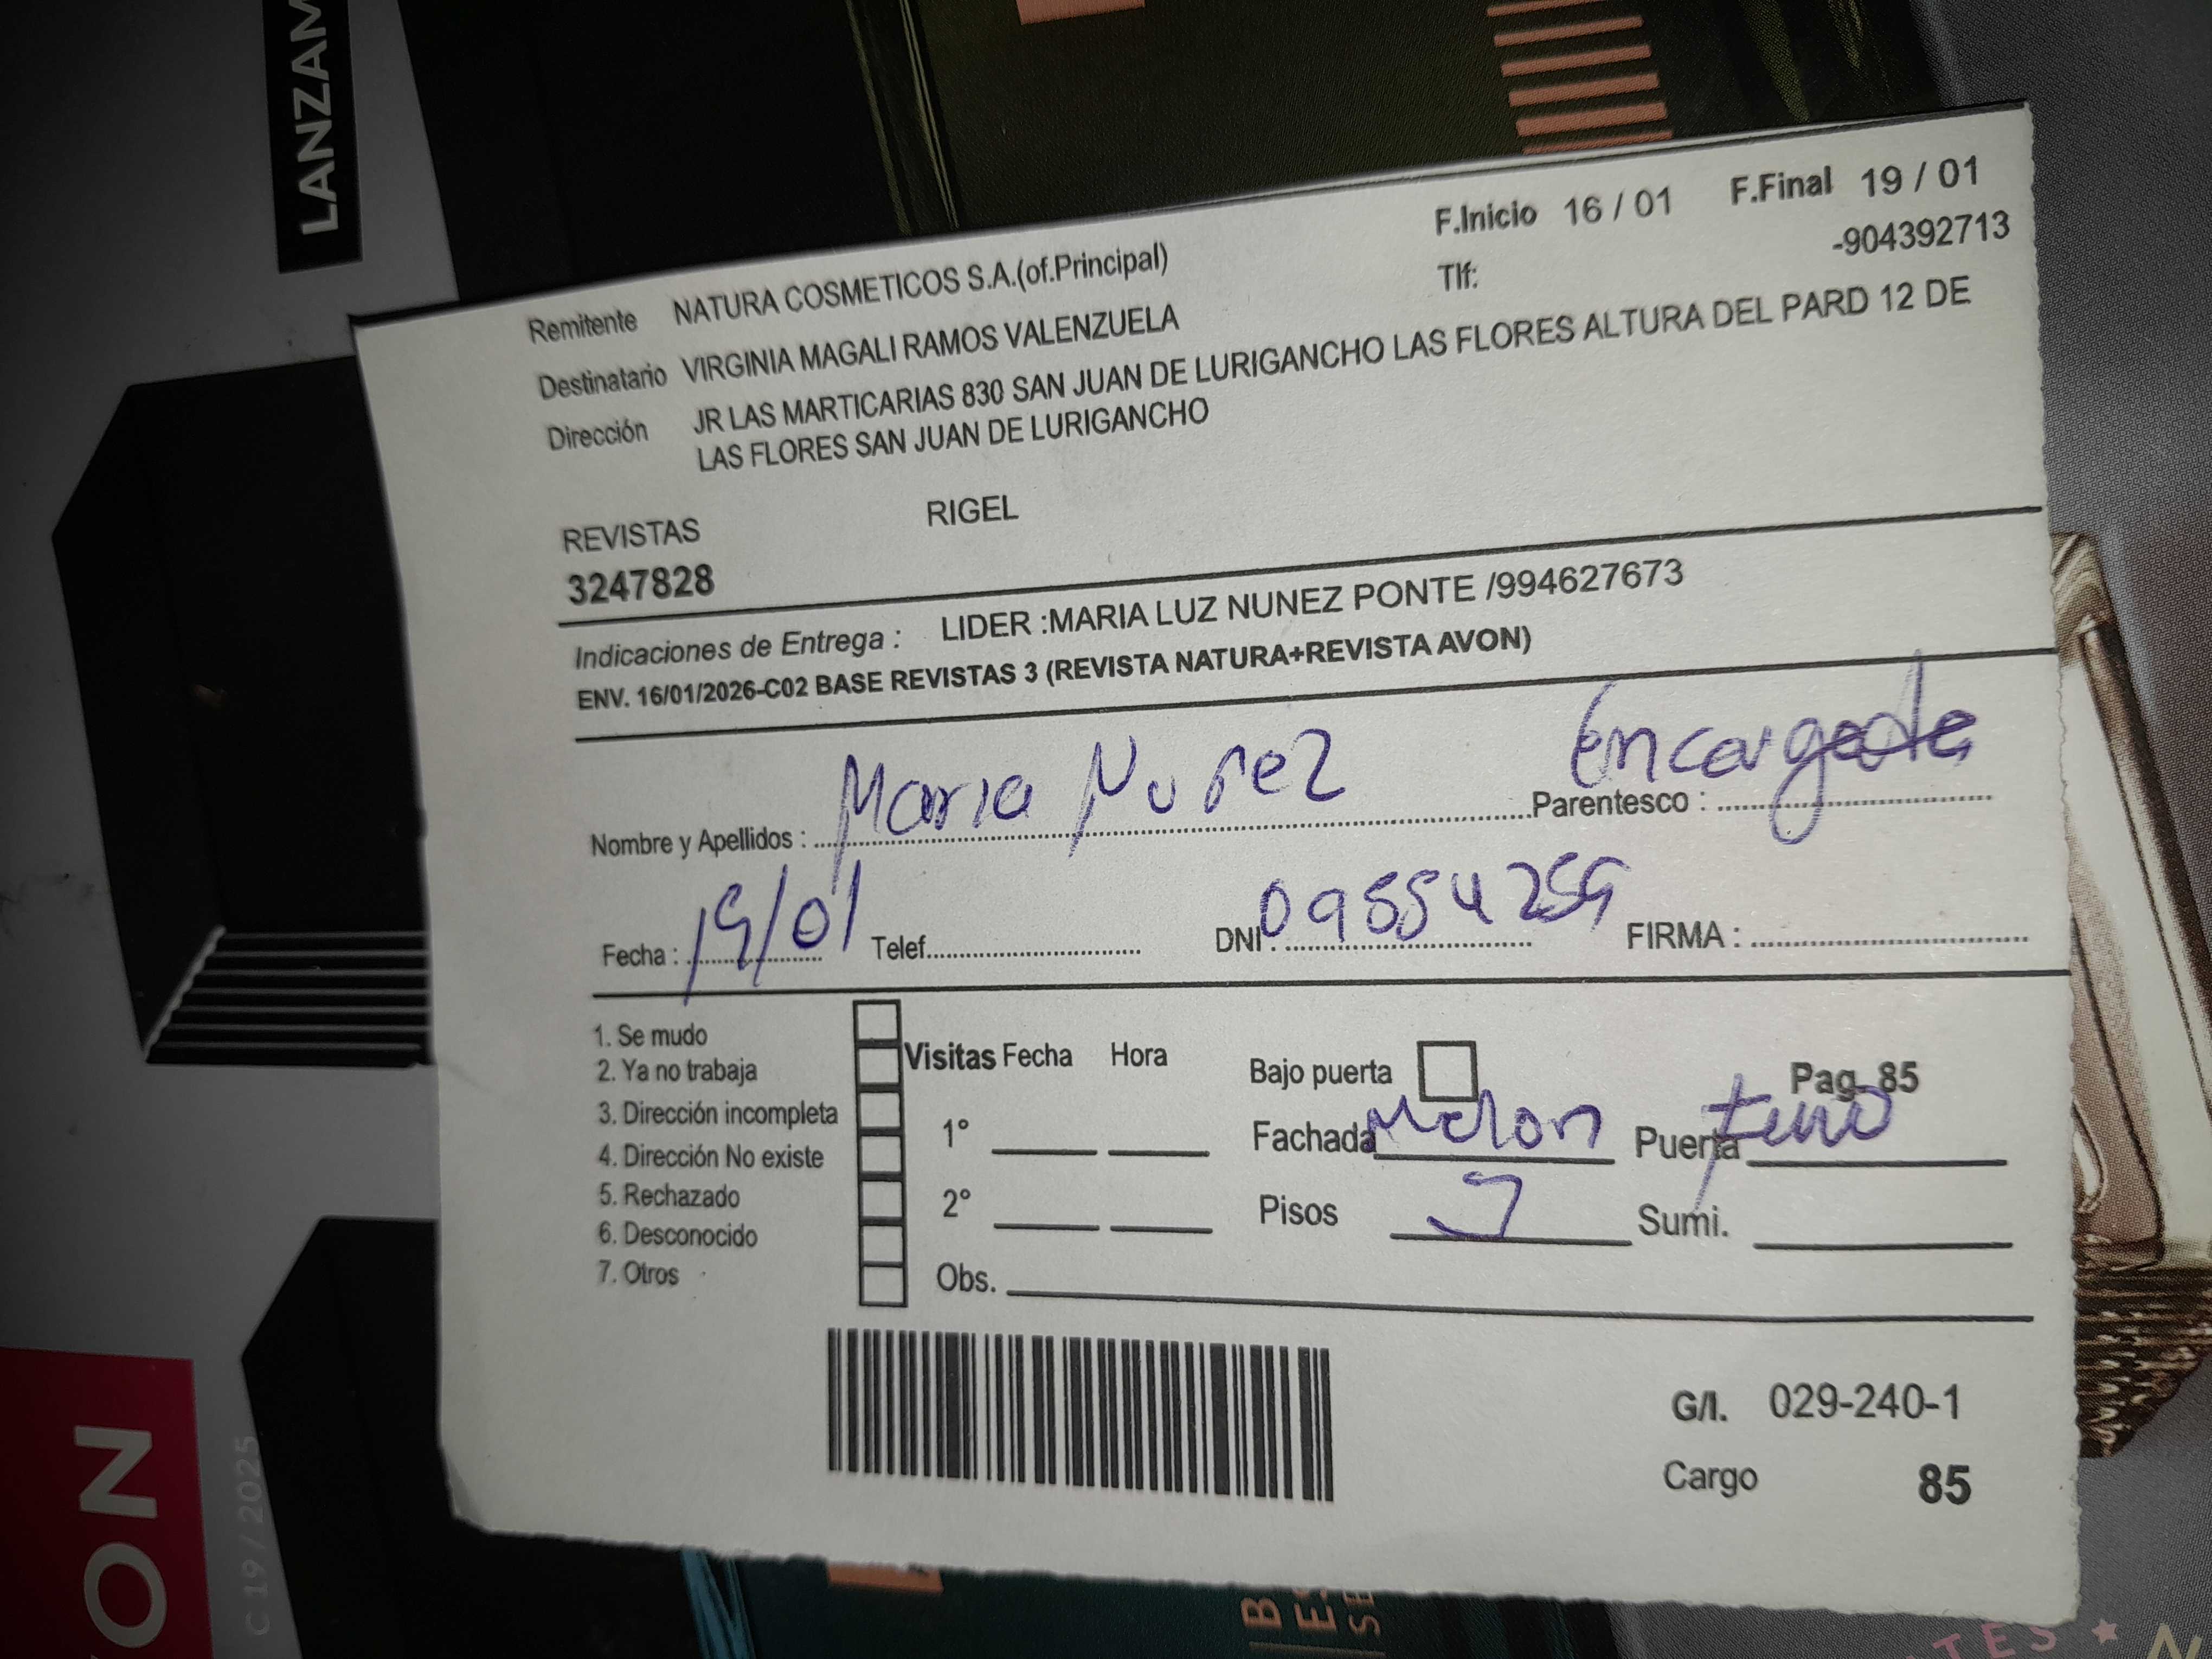 LANZAM
F.Inicio 16 / 01 F.Final 19 / 01
Remitente NATURA COSMETICOS S.A.(of.Principal) Tlf: -904392713
Destinatario VIRGINIA MAGALI RAMOS VALENZUELA
Dirección JR LAS MARTICARIAS 830 SAN JUAN DE LURIGANCHO LAS FLORES ALTURA DEL PARD 12 DE
LAS FLORES SAN JUAN DE LURIGANCHO
REVISTAS RIGEL
3247828
Indicaciones de Entrega : LIDER :MARIA LUZ NUNEZ PONTE /994627673
ENV. 16/01/2026-C02 BASE REVISTAS 3 (REVISTA NATURA+REVISTA AVON)
Nombre y Apellidos : Maria Nuñez Parentesco : Encargada
Fecha : 19/01 Telef. DNI : 09554259 FIRMA :
1. Se mudo
2. Ya no trabaja
3. Dirección incompleta
4. Dirección No existe
5. Rechazado
6. Desconocido
7. Otros
Visitas Fecha Hora
1°
2°
Obs.
Bajo puerta Pag. 85
Fachada Melon Puerta
Pisos Sumi.
G/I. 029-240-1
Cargo 85
ON
C 19 / 2025